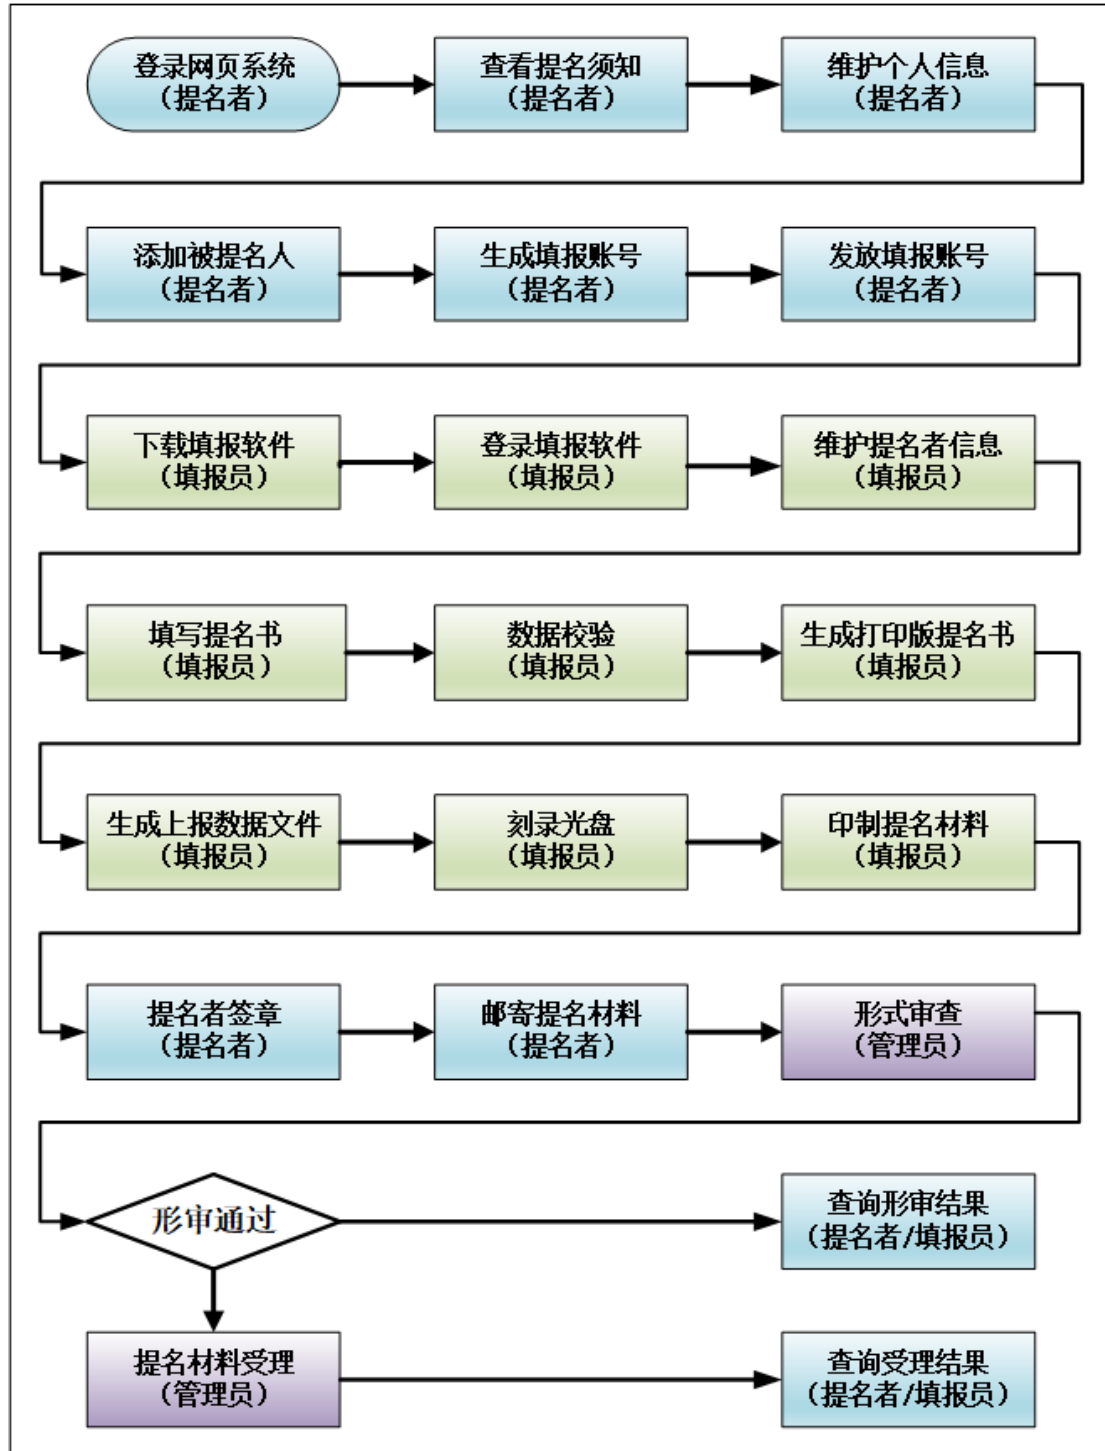 登录网页系统
（提名者）
查看提名须知
（提名者）
维护个人信息
（提名者）
添加被提名人
（提名者）
生成填报账号
（提名者）
发放填报账号
（提名者）
下载填报软件
（填报员）
登录填报软件
（填报员）
维护提名者信息
（填报员）
填写提名书
（填报员）
数据校验
（填报员）
生成打印版提名书
（填报员）
生成上报数据文件
（填报员）
刻录光盘
（填报员）
印制提名材料
（填报员）
提名者签章
（提名者）
邮寄提名材料
（提名者）
形式审查
（管理员）
形审通过
查询形审结果
（提名者/填报员）
提名材料受理
（管理员）
查询受理结果
（提名者/填报员）